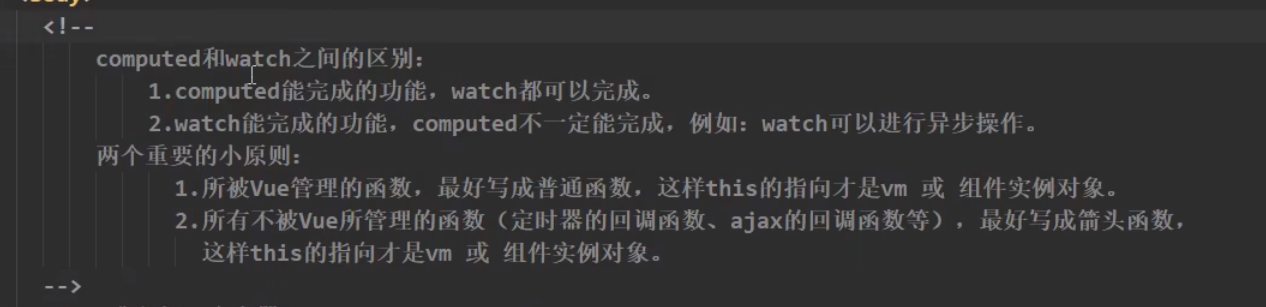 <!--
computed和watch之间的区别：
1.computed能完成的功能，watch都可以完成。
2.watch能完成的功能，computed不一定能完成，例如：watch可以进行异步操作。
两个重要的小原则：
1.所被Vue管理的函数，最好写成普通函数，这样this的指向才是vm 或 组件实例对象。
2.所有不被Vue所管理的函数（定时器的回调函数、ajax的回调函数等），最好写成箭头函数，
这样this的指向才是vm 或 组件实例对象。
-->